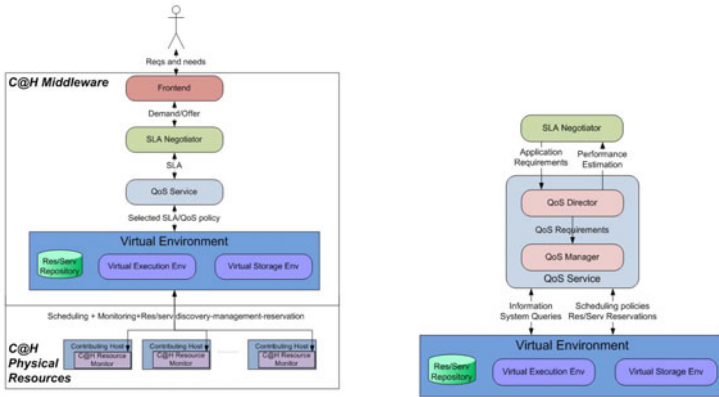 Reqs and needs
C@H Middleware
Frontend
Demand/Offer
SLA Negotiator
SLA
QoS Service
Selected SLA/QoS policy
Virtual Environment
Res/Serv
Repository
Virtual Execution Env
Virtual Storage Env
Scheduling + Monitoring+Res/serv discovery-management-reservation
C@H
Physical
Resources
Contributing Host
C@H Resource
Monitor
Contributing Host
C@H Resource
Monitor
Contributing Host
C@H Resource
Monitor
SLA Negotiator
Application
Requirements
Performance
Estimation
QoS Director
QoS Requirements
QoS Manager
QoS Service
Information
System Queries
Scheduling policies
Res/Serv Reservations
Virtual Environment
Res/Serv
Repository
Virtual Execution Env
Virtual Storage Env